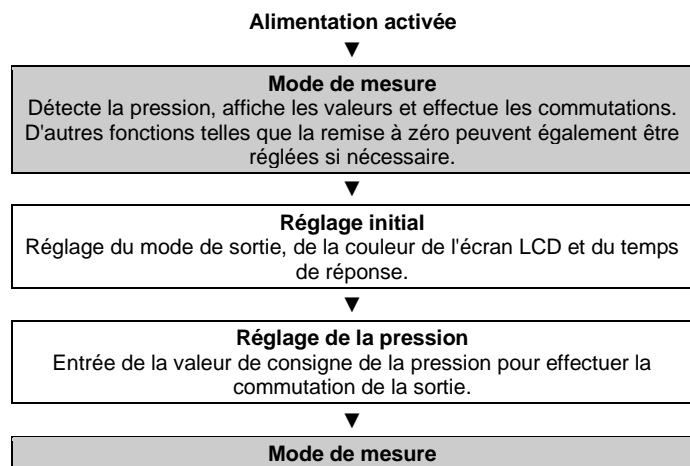 Alimentation activée
▼
Mode de mesure
Détecte la pression, affiche les valeurs et effectue les commutations.
D'autres fonctions telles que la remise à zéro peuvent également être
réglées si nécessaire.
▼
Réglage initial
Réglage du mode de sortie, de la couleur de l'écran LCD et du temps
de réponse.
▼
Réglage de la pression
Entrée de la valeur de consigne de la pression pour effectuer la
commutation de la sortie.
▼
Mode de mesure